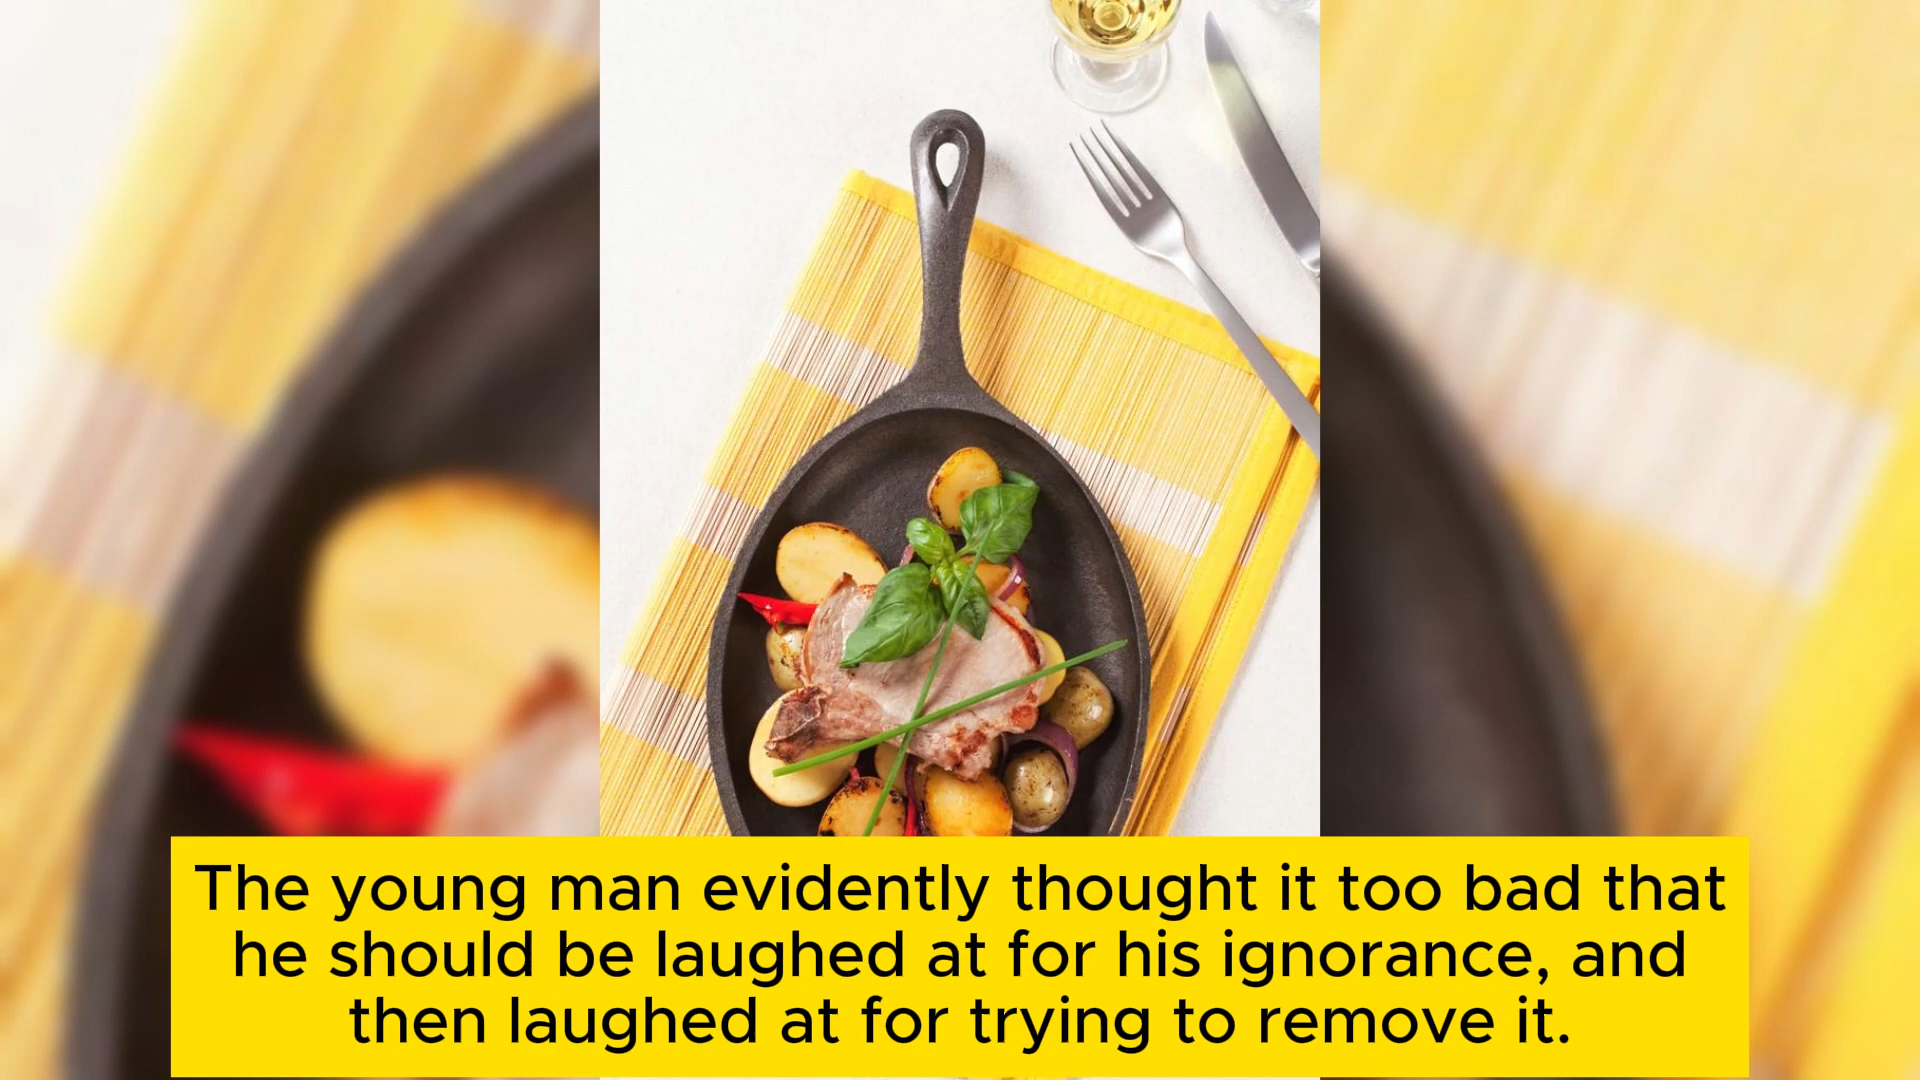 The young man evidently thought it too bad that
he should be laughed at for his ignorance, and
then laughed at for trying to remove it.